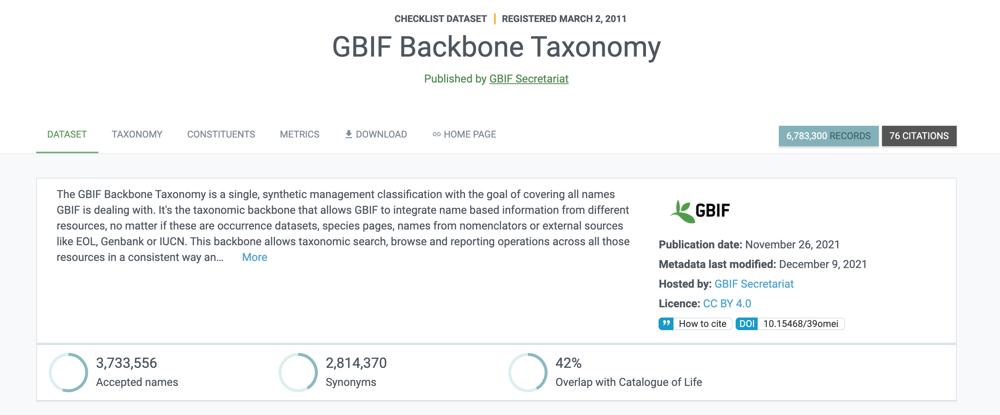 CHECKLIST DATASET | REGISTERED MARCH 2, 2011
GBIF Backbone Taxonomy
Published by GBIF Secretariat
DATASET TAXONOMY CONSTITUENTS METRICS DOWNLOAD HOME PAGE 6,783,300 RECORDS 76 CITATIONS
The GBIF Backbone Taxonomy is a single, synthetic management classification with the goal of covering all names
GBIF is dealing with. It's the taxonomic backbone that allows GBIF to integrate name based information from different
resources, no matter if these are occurrence datasets, species pages, names from nomenclators or external sources
like EOL, Genbank or IUCN. This backbone allows taxonomic search, browse and reporting operations across all those
resources in a consistent way an... More
GBIF
Publication date: November 26, 2021
Metadata last modified: December 9, 2021
Hosted by: GBIF Secretariat
Licence: CC BY 4.0
” How to cite DOI 10.15468/39omei
3,733,556
Accepted names
2,814,370
Synonyms
42%
Overlap with Catalogue of Life